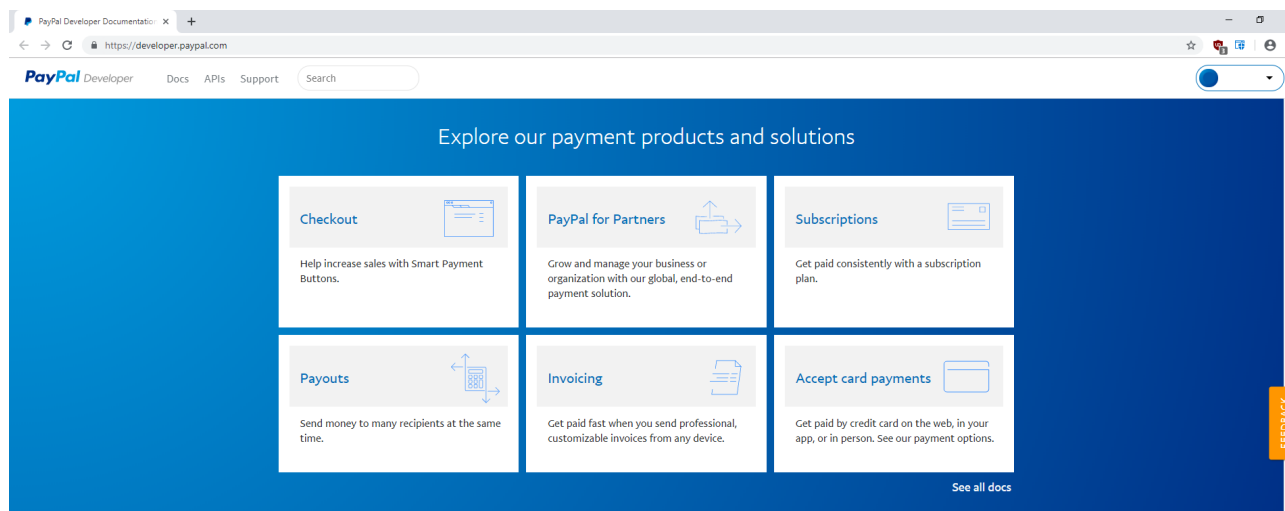 PayPal Developer Documentation
https://developer.paypal.com
PayPal Developer Docs APIs Support Search
Explore our payment products and solutions
Checkout
Help increase sales with Smart Payment
Buttons.
PayPal for Partners
Grow and manage your business or
organization with our global, end-to-end
payment solution.
Subscriptions
Get paid consistently with a subscription
plan.
Payouts
Send money to many recipients at the same
time.
Invoicing
Get paid fast when you send professional,
customizable invoices from any device.
Accept card payments
Get paid by credit card on the web, in your
app, or in person. See our payment options.
FEEDBACK
See all docs